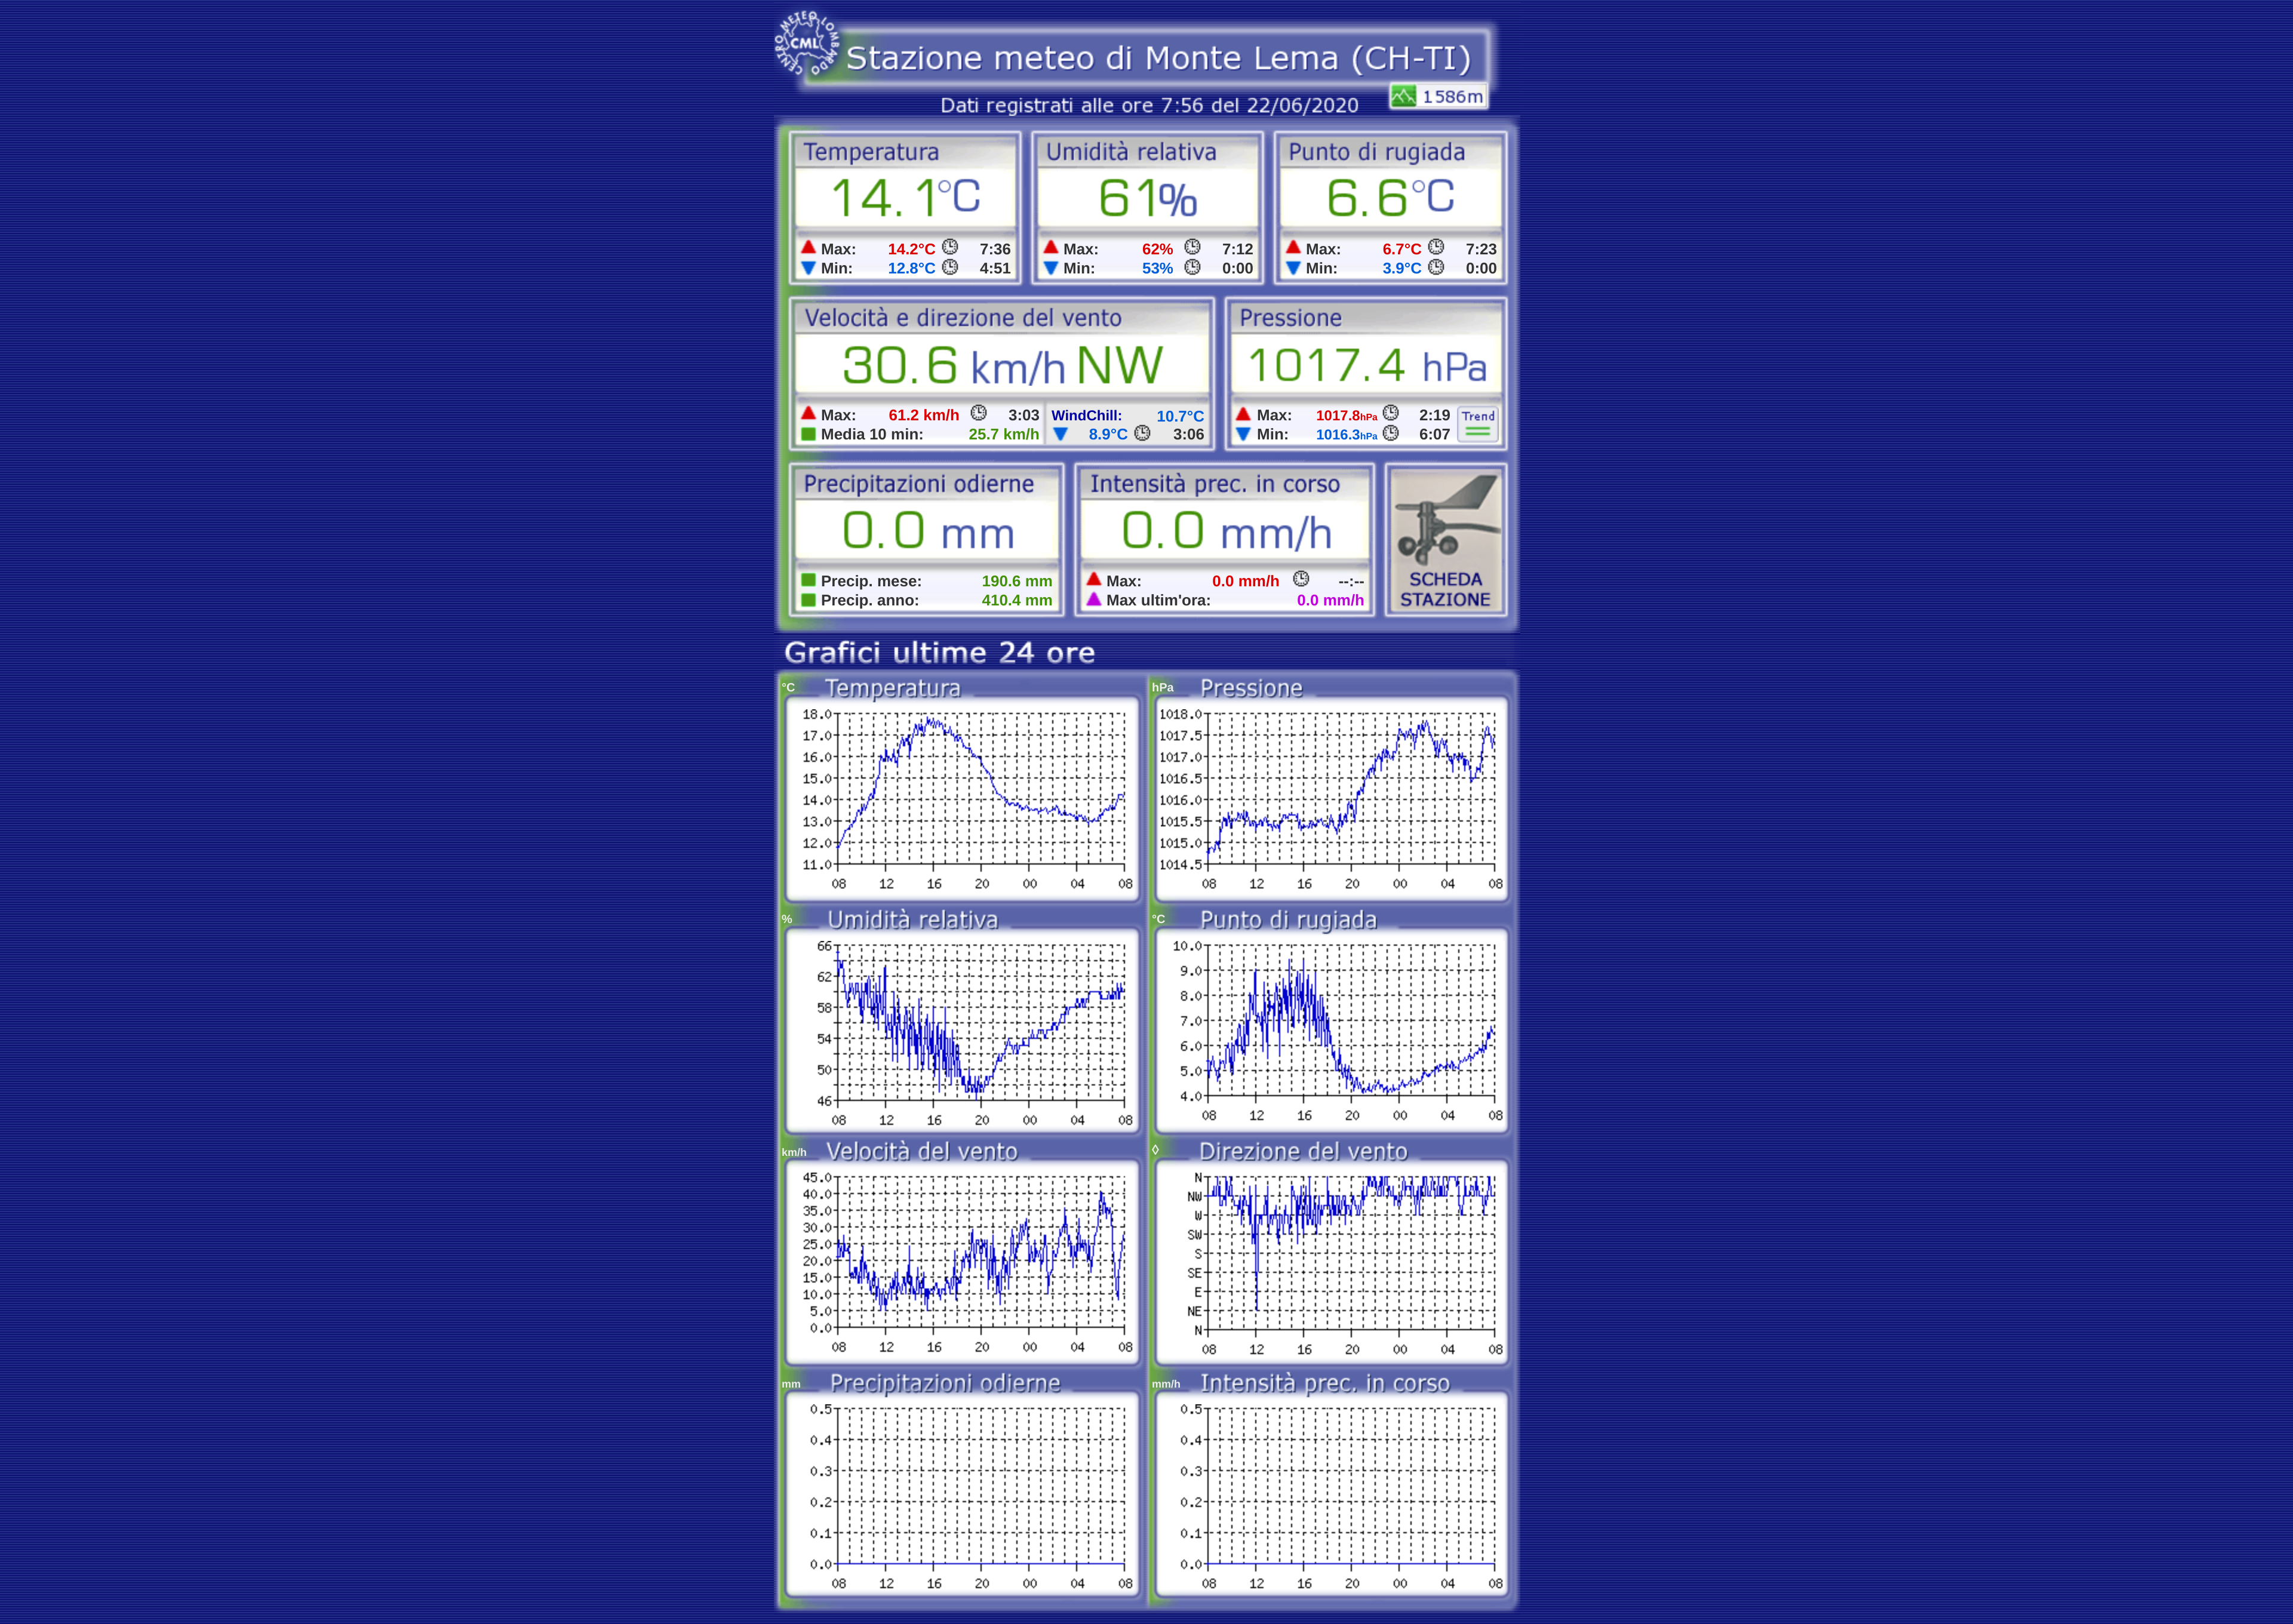 CENTRO METEO LOMBARDO
CML
Stazione meteo di Monte Lema (CH-TI)
Dati registrati alle ore 7:56 del 22/06/2020
1586m
Temperatura
14.1°C
Max: 14.2°C 7:36
Min: 12.8°C 4:51
Umidità relativa
61%
Max: 62% 7:12
Min: 53% 0:00
Punto di rugiada
6.6°C
Max: 6.7°C 7:23
Min: 3.9°C 0:00
Velocità e direzione del vento
30.6 km/h NW
Max: 61.2 km/h 3:03
Media 10 min: 25.7 km/h
WindChill: 10.7°C
8.9°C 3:06
Pressione
1017.4 hPa
Max: 1017.8hPa 2:19
Min: 1016.3hPa 6:07
Trend
Precipitazioni odierne
0.0 mm
Precip. mese: 190.6 mm
Precip. anno: 410.4 mm
Intensità prec. in corso
0.0 mm/h
Max: 0.0 mm/h --:--
Max ultim'ora: 0.0 mm/h
SCHEDA
STAZIONE
Grafici ultime 24 ore
°C Temperatura
18.0
17.0
16.0
15.0
14.0
13.0
12.0
11.0
08 12 16 20 00 04 08
hPa Pressione
1018.0
1017.5
1017.0
1016.5
1016.0
1015.5
1015.0
1014.5
08 12 16 20 00 04 08
% Umidità relativa
66
62
58
54
50
46
08 12 16 20 00 04 08
°C Punto di rugiada
10.0
9.0
8.0
7.0
6.0
5.0
4.0
08 12 16 20 00 04 08
km/h Velocità del vento
45.0
40.0
35.0
30.0
25.0
20.0
15.0
10.0
5.0
0.0
08 12 16 20 00 04 08
◊ Direzione del vento
N
NW
W
SW
S
SE
E
NE
N
08 12 16 20 00 04 08
mm Precipitazioni odierne
0.5
0.4
0.3
0.2
0.1
0.0
08 12 16 20 00 04 08
mm/h Intensità prec. in corso
0.5
0.4
0.3
0.2
0.1
0.0
08 12 16 20 00 04 08